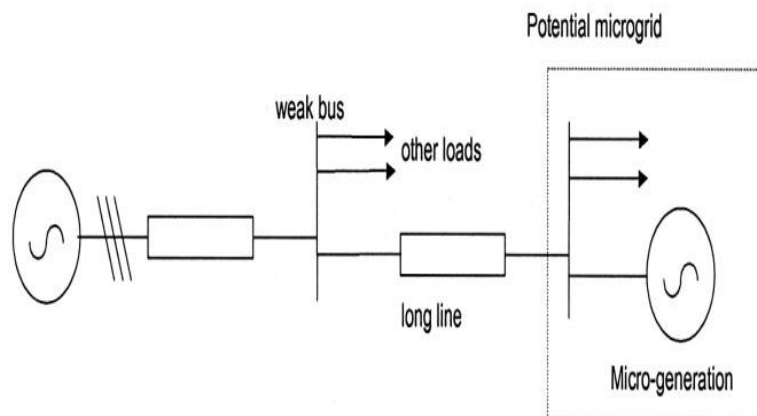 Potential microgrid
weak bus
other loads
long line
Micro-generation